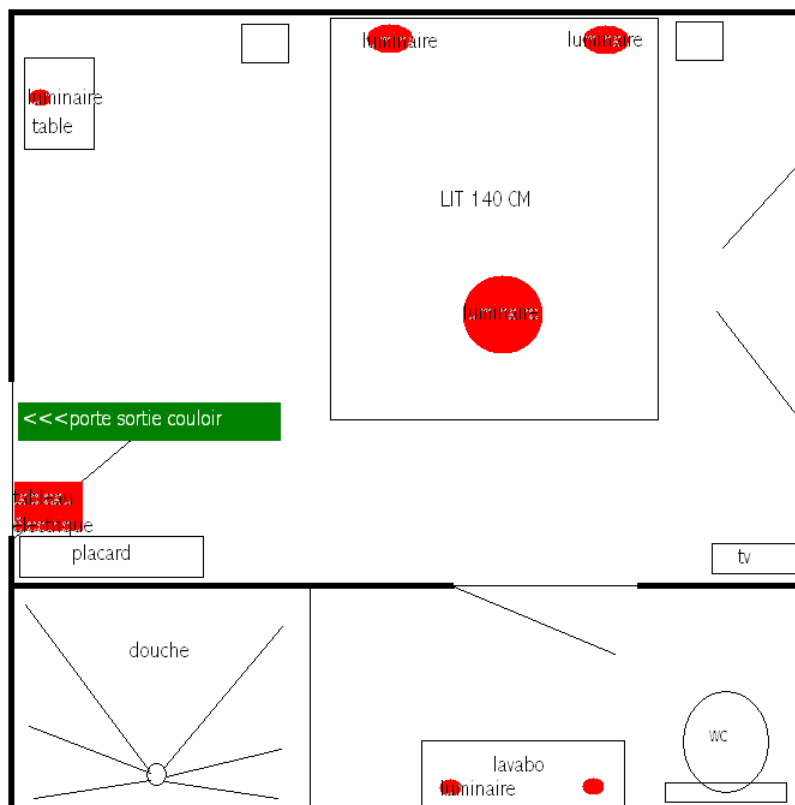 luminaire
luminaire
luminaire
table
LIT 140 CM
luminaire
<<<porte sortie couloir
tableau
électrique
placard
tv
douche
wc
lavabo
luminaire